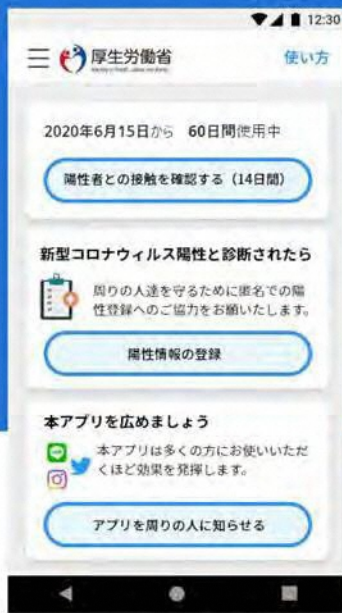 12:30
厚生労働省
使い方
2020年6月15日から 60日間使用中
陽性者との接触を確認する（14日間）
新型コロナウィルス陽性と診断されたら
周りの人達を守るために匿名での陽
性登録へのご協力をお願いいたします。
陽性情報の登録
本アプリを広めましょう
本アプリは多くの方にお使いいただ
くほど効果を発揮します。
アプリを周りの人に知らせる